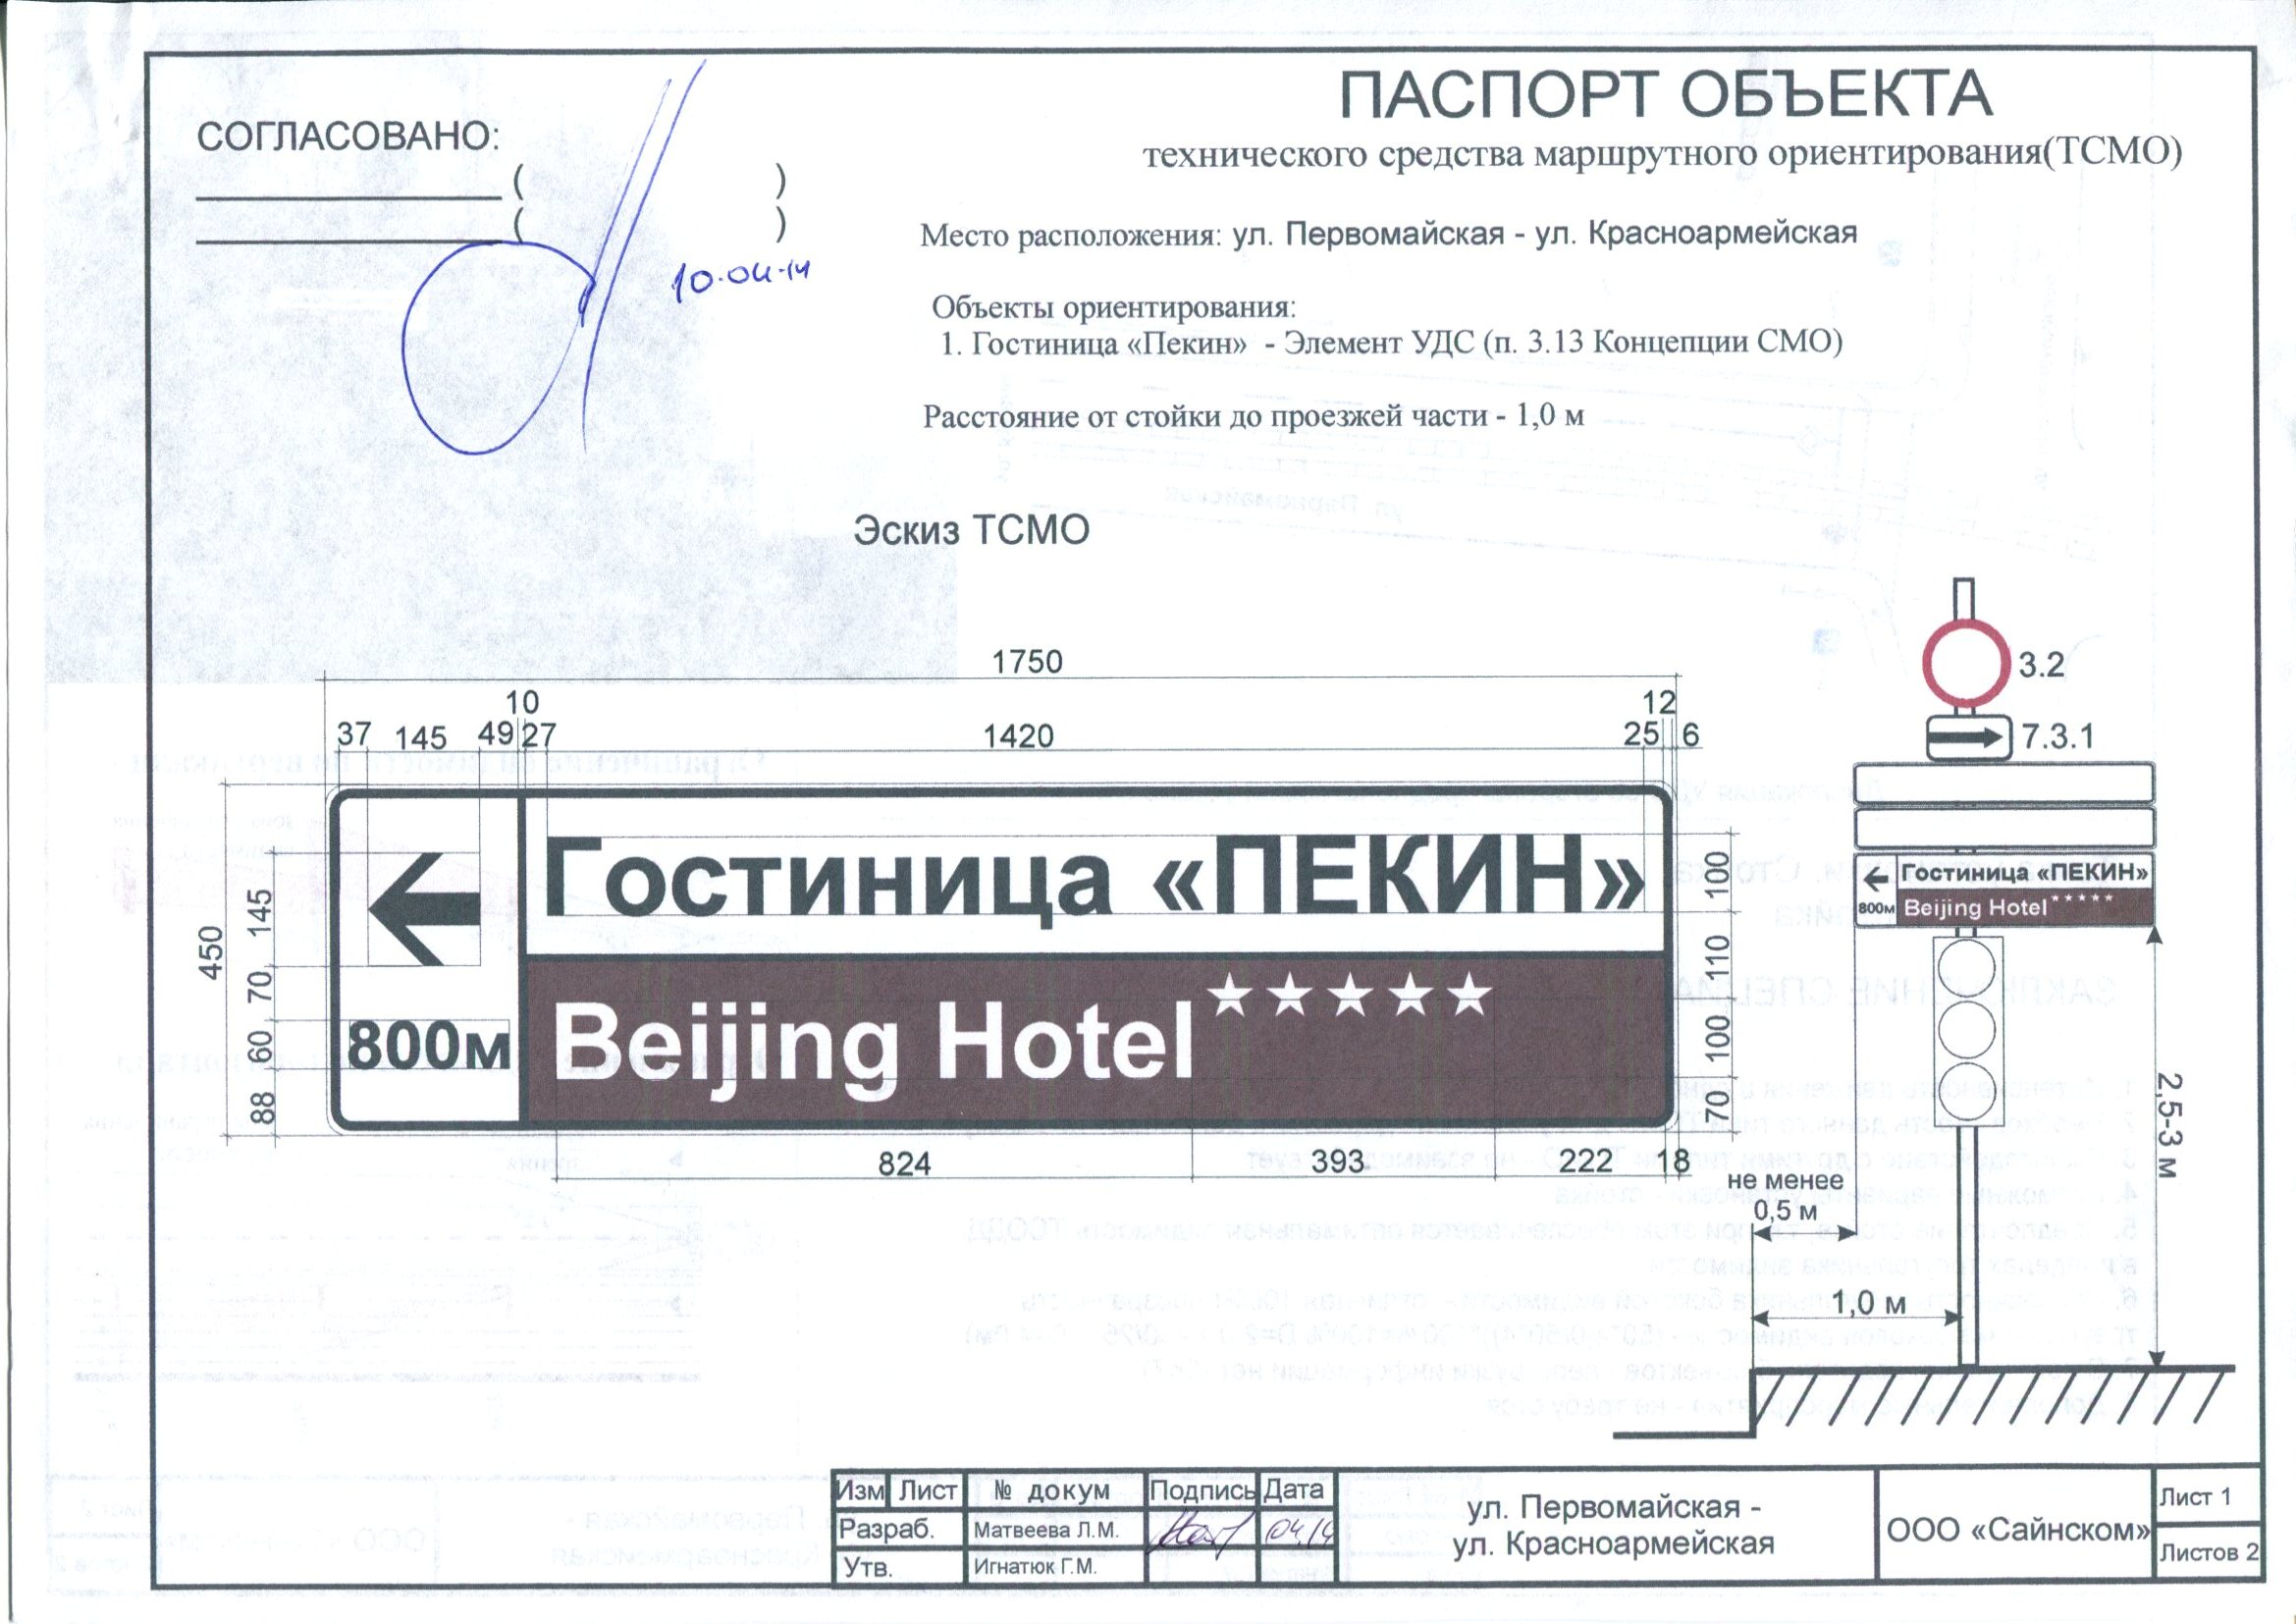 СОГЛАСОВАНО:
( )
( )
10.04.14
ПАСПОРТ ОБЪЕКТА
технического средства маршрутного ориентирования(ТСМО)
Место расположения: ул. Первомайская - ул. Красноармейская
Объекты ориентирования:
1. Гостиница «Пекин» - Элемент УДС (п. 3.13 Концепции СМО)
Расстояние от стойки до проезжей части - 1,0 м
Эскиз ТСМО
1750
10
12
37 145 49 27 1420 25 6
450
145
70
60
88
Гостиница «ПЕКИН»
800м
Beijing Hotel★★★★★
100
110
100
70
824 393 222 18
3.2
7.3.1
Гостиница «ПЕКИН»
800м Beijing Hotel★★★★★
2,5-3 м
не менее
0,5 м
1,0 м
Изм Лист № докум Подпись Дата
Разраб. Матвеева Л.М. 04.14
Утв. Игнатюк Г.М.
ул. Первомайская -
ул. Красноармейская
ООО «Сайнском»
Лист 1
Листов 2